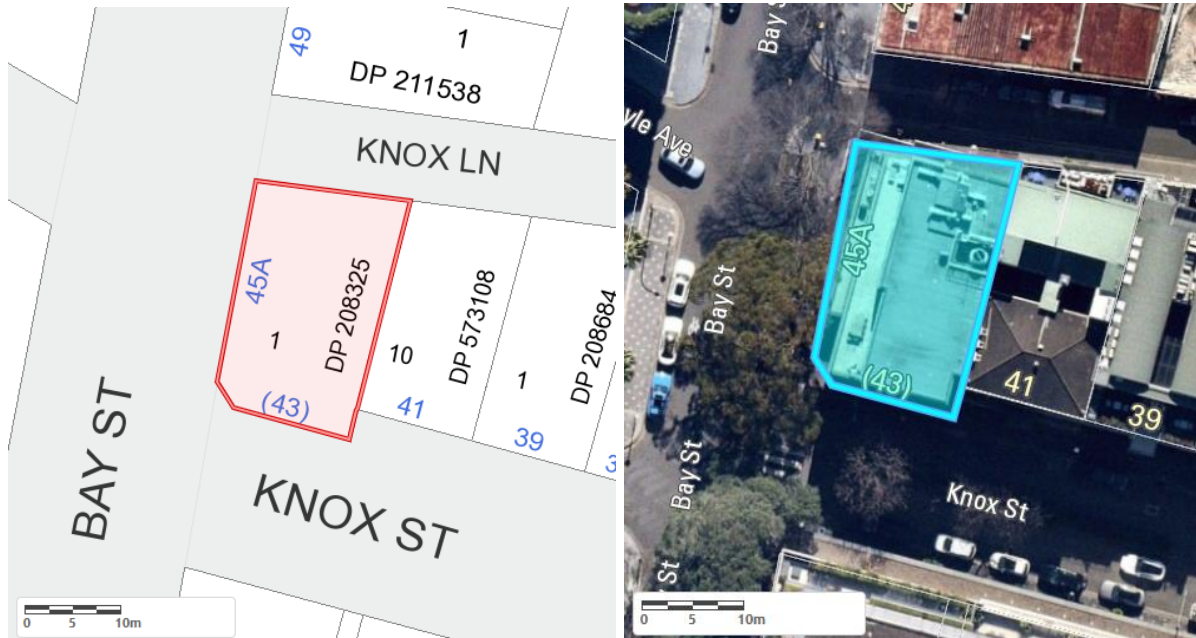 49
1
DP 211538
KNOX LN
45A
1
DP 208325
(43)
10
41
DP 573108
1
39
DP 208684
BAY ST
KNOX ST
0 5 10m
Bay S
yle Ave
45A
Bay St
(43)
41
39
Bay St
Knox St
St
0 5 10m